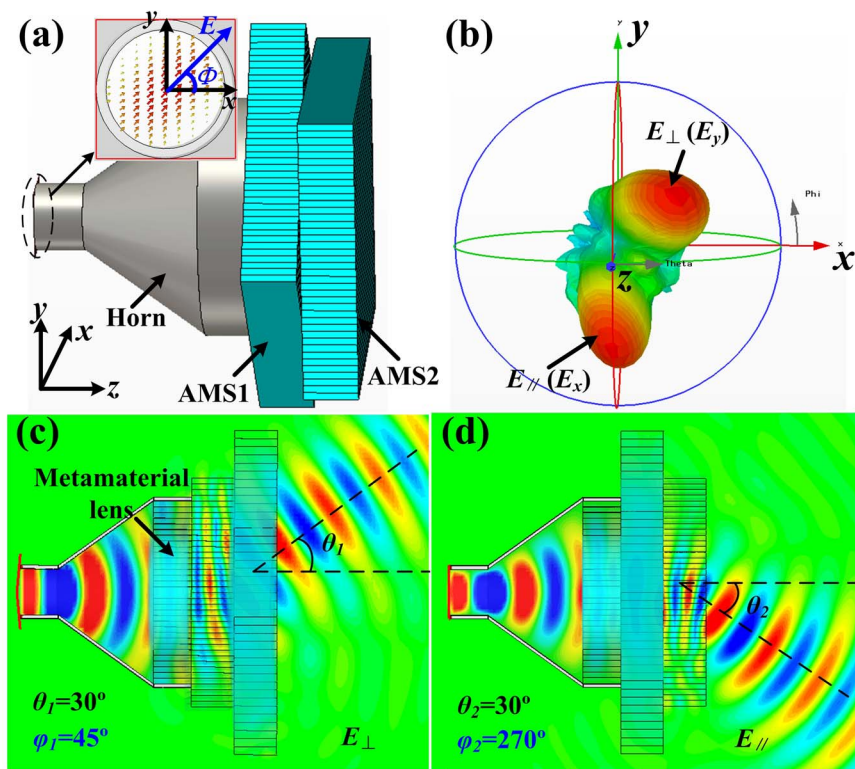 (a)
y
E
Φ
x
Horn
y
x
z
AMS1
AMS2
(b)
Y
y
E⊥ (Ey)
Phi
X
x
z
Theta
E// (Ex)
(c)
Metamaterial
lens
θ1
θ1=30º
φ1=45º
E⊥
(d)
θ2
θ2=30º
φ2=270º
E//